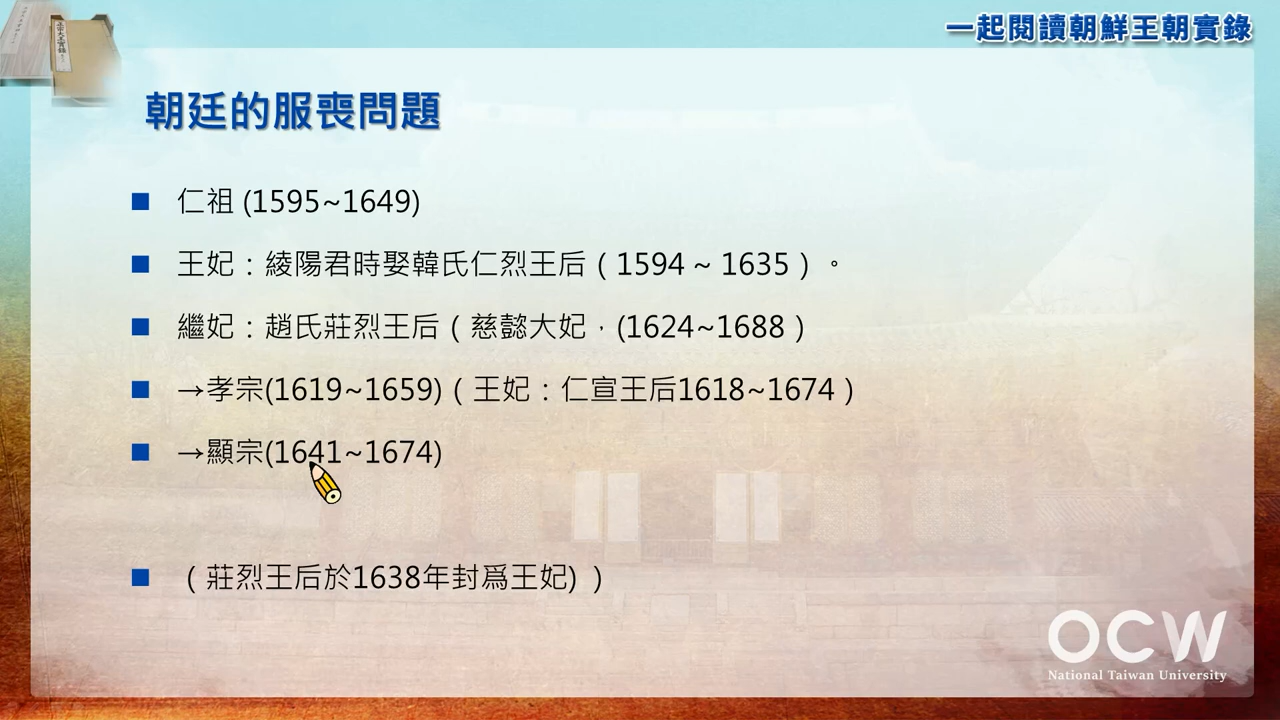 一起閱讀朝鮮王朝實錄
朝廷的服喪問題
仁祖 (1595~1649)
王妃：綾陽君時娶韓氏仁烈王后（1594 ~ 1635）。
繼妃：趙氏莊烈王后（慈懿大妃，(1624~1688）
→孝宗(1619~1659)（王妃：仁宣王后1618~1674）
→顯宗(1641~1674)
（莊烈王后於1638年封爲王妃)）
OCW
National Taiwan University